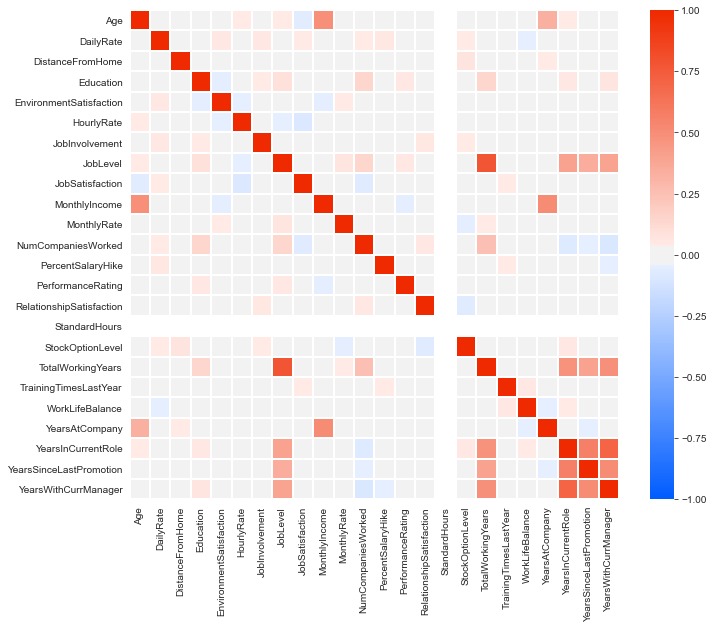 Age
DailyRate
DistanceFromHome
Education
EnvironmentSatisfaction
HourlyRate
JobInvolvement
JobLevel
JobSatisfaction
MonthlyIncome
MonthlyRate
NumCompaniesWorked
PercentSalaryHike
PerformanceRating
RelationshipSatisfaction
StandardHours
StockOptionLevel
TotalWorkingYears
TrainingTimesLastYear
WorkLifeBalance
YearsAtCompany
YearsInCurrentRole
YearsSinceLastPromotion
YearsWithCurrManager
Age
DailyRate
DistanceFromHome
Education
EnvironmentSatisfaction
HourlyRate
JobInvolvement
JobLevel
JobSatisfaction
MonthlyIncome
MonthlyRate
NumCompaniesWorked
PercentSalaryHike
PerformanceRating
RelationshipSatisfaction
StandardHours
StockOptionLevel
TotalWorkingYears
TrainingTimesLastYear
WorkLifeBalance
YearsAtCompany
YearsInCurrentRole
YearsSinceLastPromotion
YearsWithCurrManager
1.00
0.75
0.50
0.25
0.00
−0.25
−0.50
−0.75
−1.00